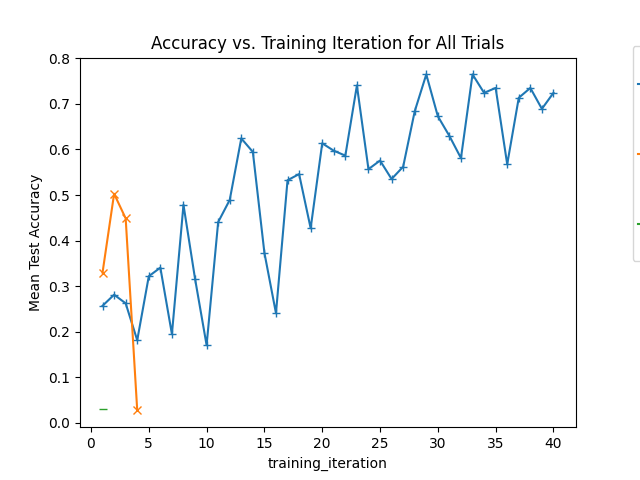 Accuracy vs. Training Iteration for All Trials
0.8
0.7
0.6
0.5
0.4
0.3
0.2
0.1
0.0
Mean Test Accuracy
0 5 10 15 20 25 30 35 40
training_iteration